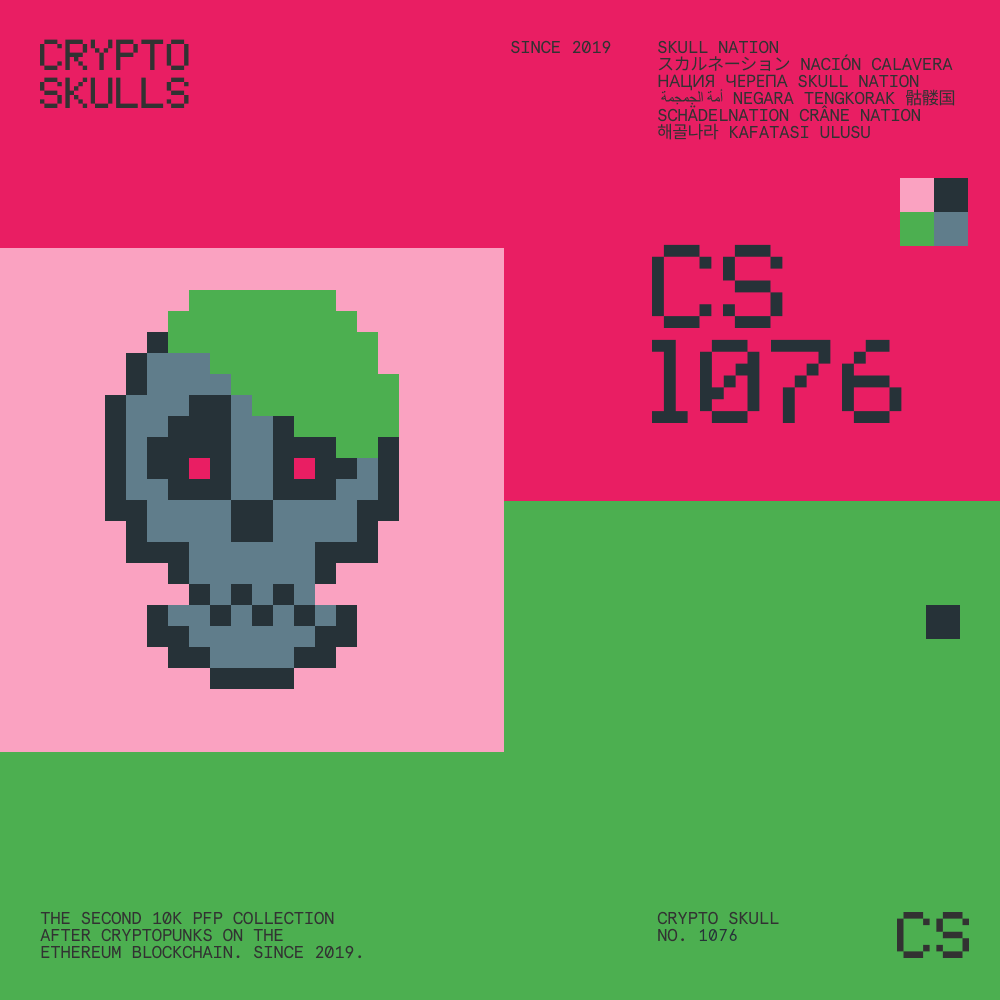 CRYPTO
SKULLS
SINCE 2019
SKULL NATION
スカルネーション NACIÓN CALAVERA
НАЦИЯ ЧЕРЕПА SKULL NATION
أمة الجمجمة NEGARA TENGKORAK 骷髅国
SCHÄDELNATION CRÂNE NATION
해골나라 KAFATASI ULUSU
CS
1076
THE SECOND 10K PFP COLLECTION
AFTER CRYPTOPUNKS ON THE
ETHEREUM BLOCKCHAIN. SINCE 2019.
CRYPTO SKULL
NO. 1076
CS